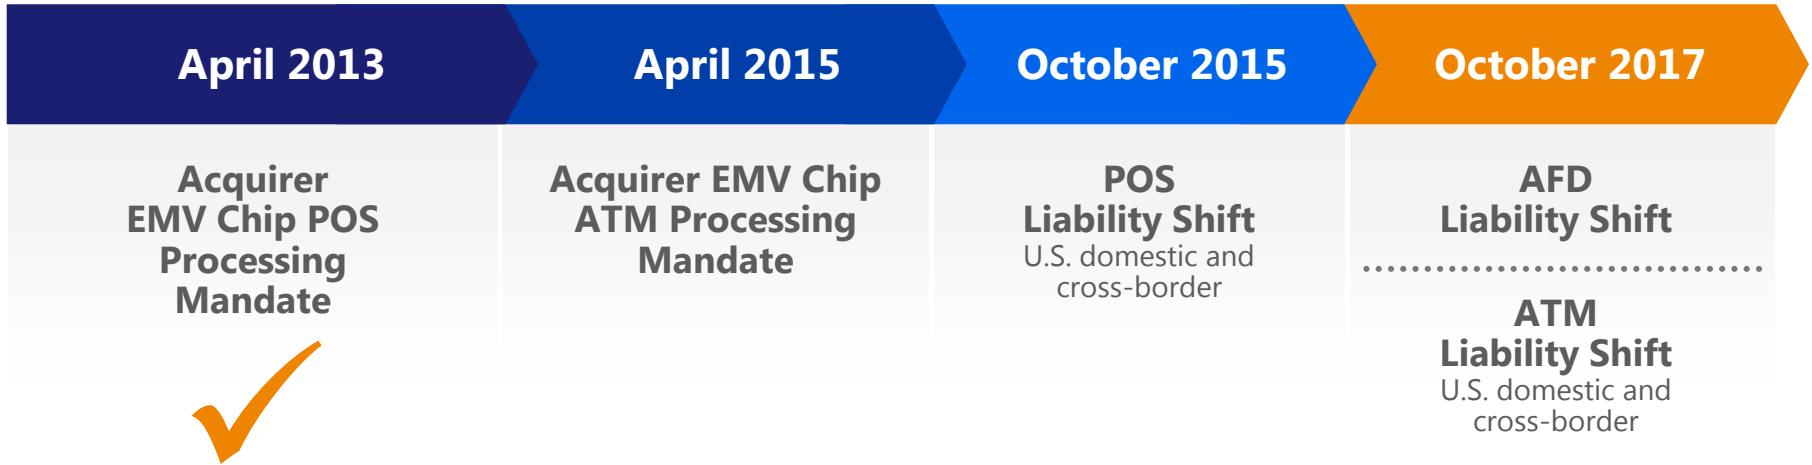 April 2013
April 2015
October 2015
October 2017
Acquirer
EMV Chip POS
Processing
Mandate
Acquirer EMV Chip
ATM Processing
Mandate
POS
Liability Shift
U.S. domestic and
cross-border
AFD
Liability Shift
ATM
Liability Shift
U.S. domestic and
cross-border